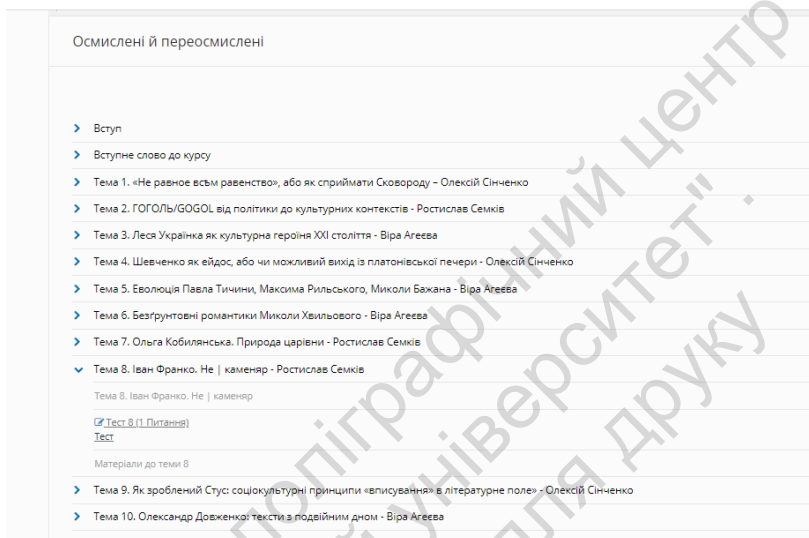 Осмислені й переосмислені
Вступ
Вступне слово до курсу
Тема 1. «Не равное всѣм равенство», або як сприймати Сковороду – Олексій Сінченко
Тема 2. ГОГОЛЬ/GOGOL від політики до культурних контекстів - Ростислав Семків
Тема 3. Леся Українка як культурна героїня ХХІ століття - Віра Агеєва
Тема 4. Шевченко як ейдос, або чи можливий вихід із платонівської печери - Олексій Сінченко
Тема 5. Еволюція Павла Тичини, Максима Рильського, Миколи Бажана - Віра Агеєва
Тема 6. Безґрунтовні романтики Миколи Хвильового - Віра Агеєва
Тема 7. Ольга Кобилянська. Природа царівни - Ростислав Семків
Тема 8. Іван Франко. Не | каменяр - Ростислав Семків
Тема 8. Іван Франко. Не | каменяр
Тест 8 (1 Питання)
Тест
Матеріали до теми 8
Тема 9. Як зроблений Стус: соціокультурні принципи «вписування» в літературне поле» - Олексій Сінченко
Тема 10. Олександр Довженко: тексти з подвійним дном - Віра Агеєва
поліграфічний центр
університет".
для друку